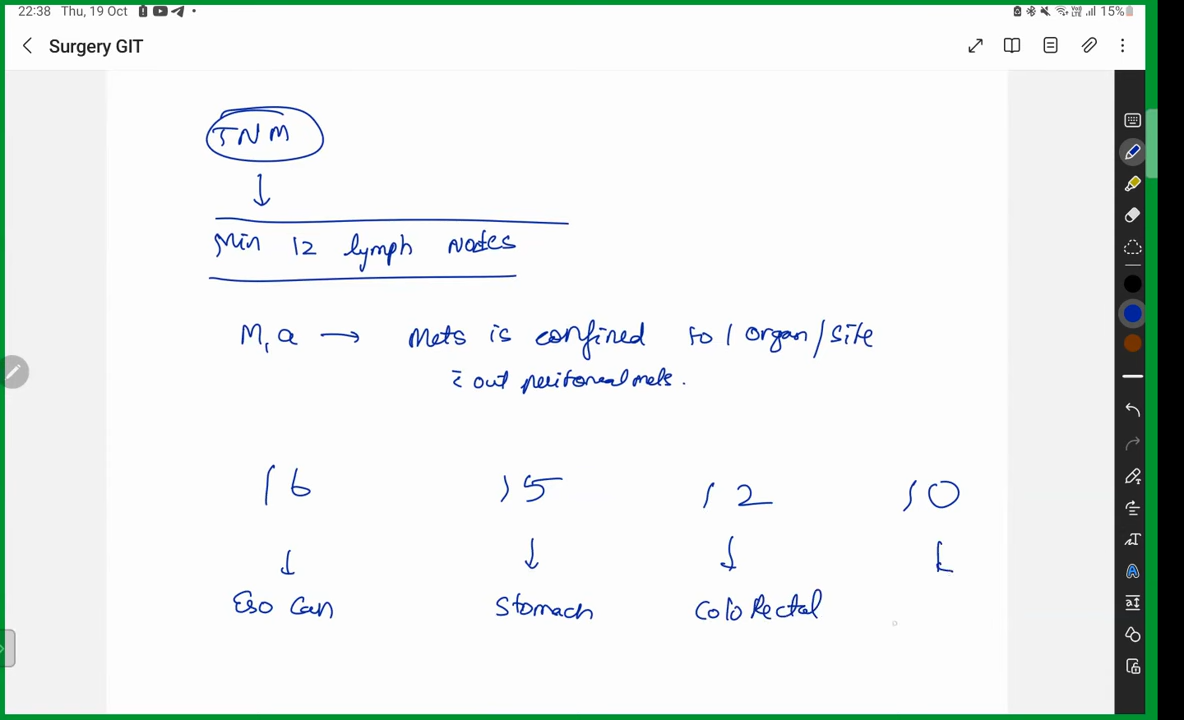 22:38 Thu, 19 Oct 15%
Surgery GIT
TNM
Min 12 lymph Nodes
M1a → Mets is confined to 1 organ/site
c̄ out peritoneal mets.
16 15 12 10
Eso Can Stomach Colo Rectal